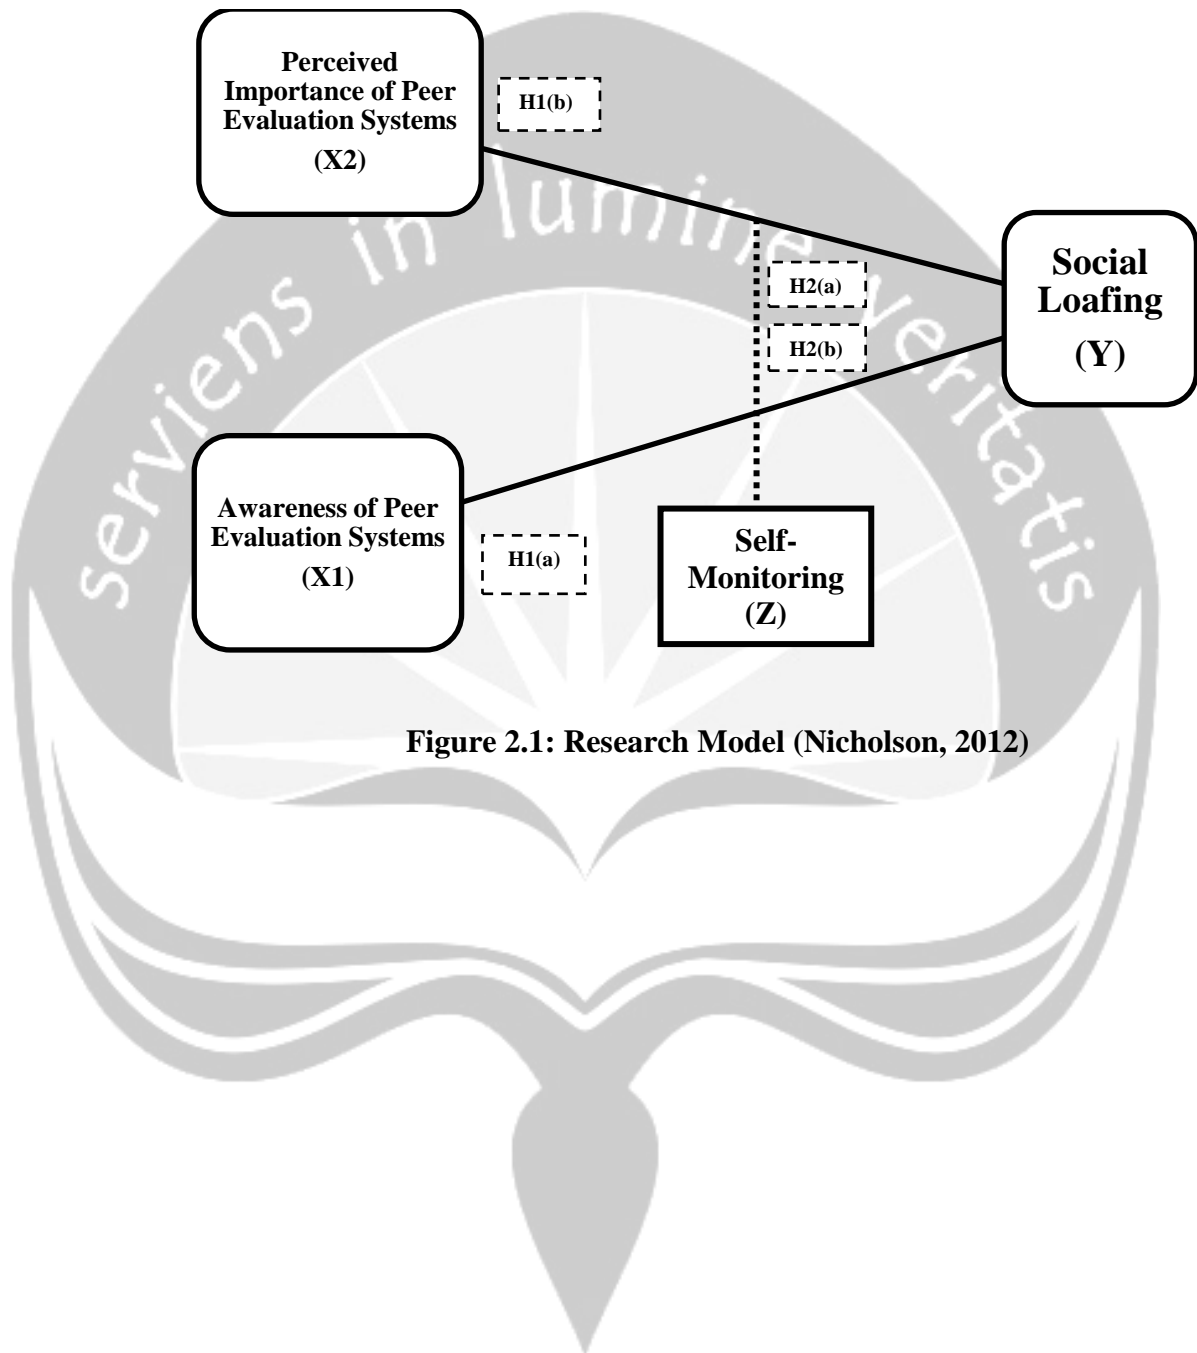 Perceived
Importance of Peer
Evaluation Systems
(X2)
H1(b)
serviens in lumine veritatis
Social
Loafing
(Y)
H2(a)
H2(b)
Awareness of Peer
Evaluation Systems
(X1)
H1(a)
Self-
Monitoring
(Z)
Figure 2.1: Research Model (Nicholson, 2012)